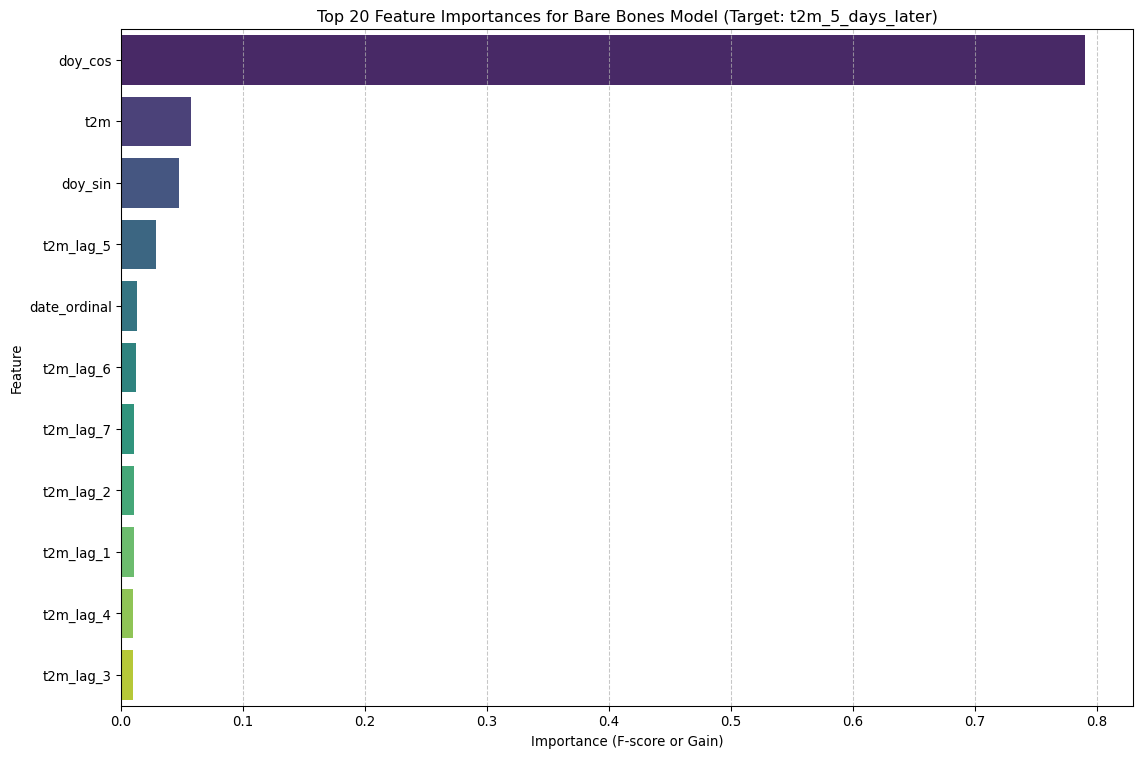 Top 20 Feature Importances for Bare Bones Model (Target: t2m_5_days_later)
doy_cos
t2m
doy_sin
t2m_lag_5
date_ordinal
t2m_lag_6
t2m_lag_7
t2m_lag_2
t2m_lag_1
t2m_lag_4
t2m_lag_3
Feature
0.0 0.1 0.2 0.3 0.4 0.5 0.6 0.7 0.8
Importance (F-score or Gain)